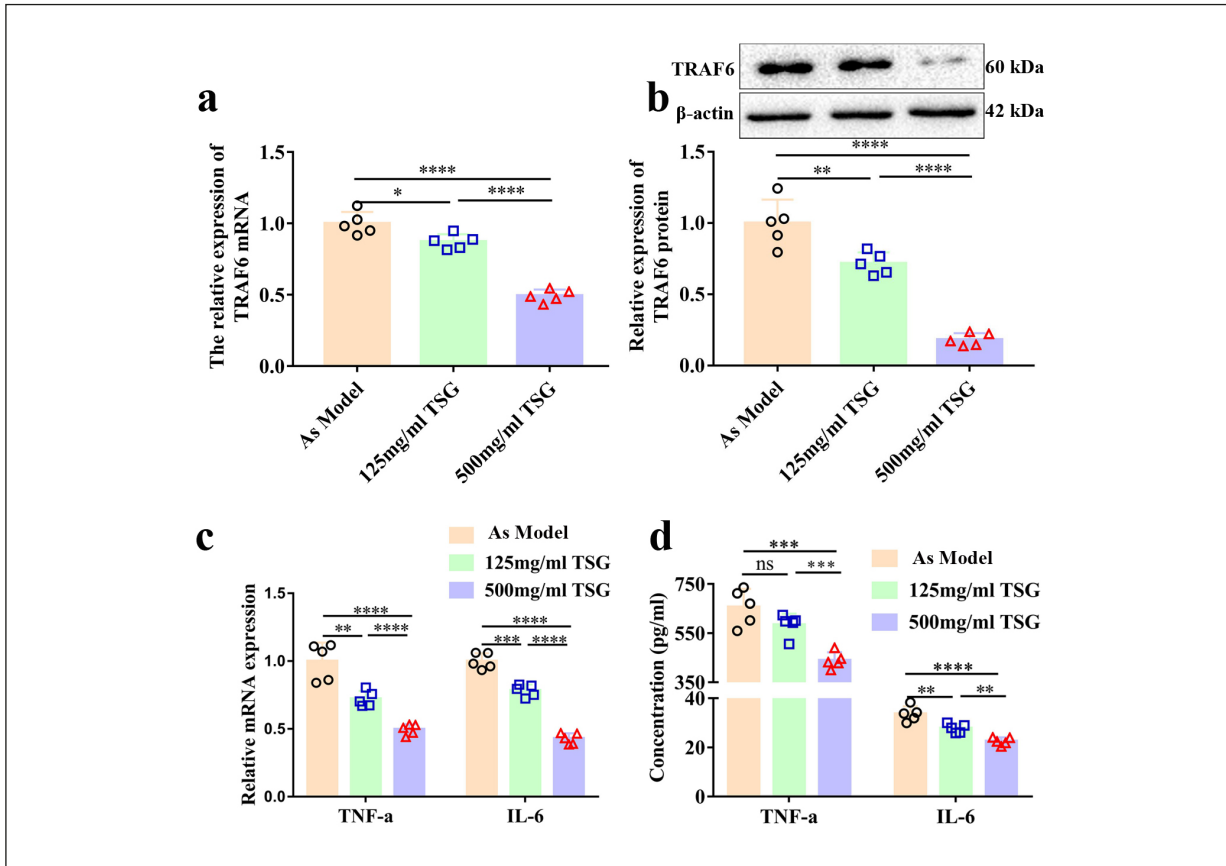 a
The relative expression of
TRAF6 mRNA
1.5
1.0
0.5
0.0
****
*
****
As Model
125mg/ml TSG
500mg/ml TSG
b
TRAF6
60 kDa
β-actin
42 kDa
Relative expression of
TRAF6 protein
1.5
1.0
0.5
0.0
****
**
****
As Model
125mg/ml TSG
500mg/ml TSG
c
As Model
125mg/ml TSG
500mg/ml TSG
Relative mRNA expression
1.5
1.0
0.5
0.0
****
**
****
****
***
****
TNF-a
IL-6
d
As Model
125mg/ml TSG
500mg/ml TSG
Concentration (pg/ml)
750
550
350
40
20
0
***
ns
***
****
**
**
TNF-a
IL-6